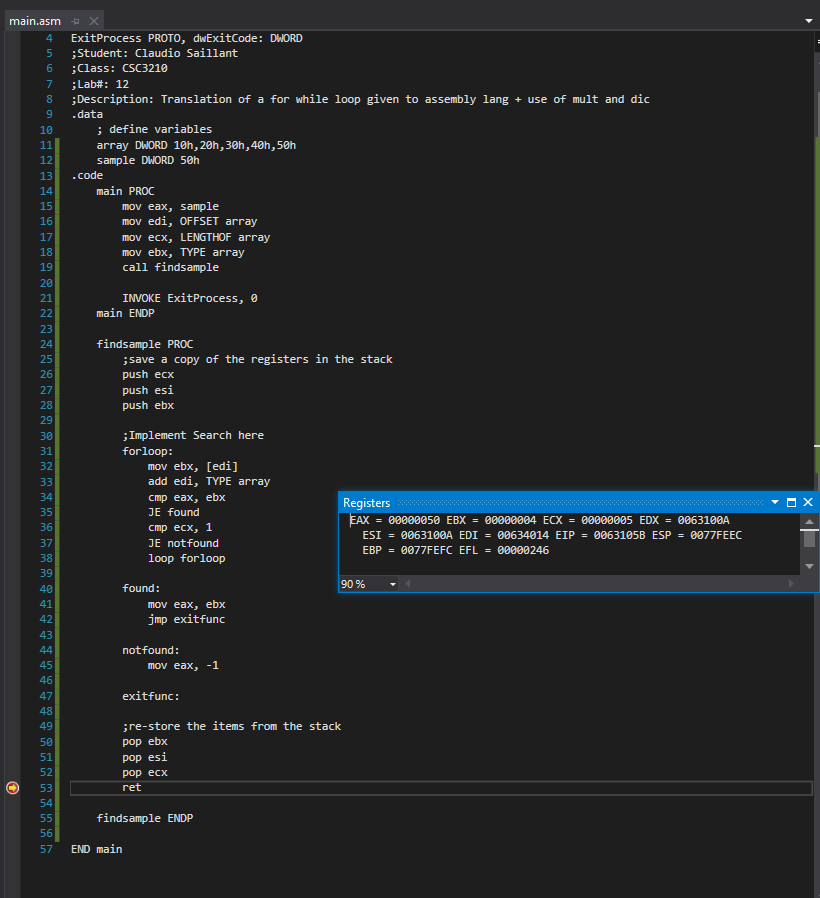 main.asm
4 ExitProcess PROTO, dwExitCode: DWORD
5 ;Student: Claudio Saillant
6 ;Class: CSC3210
7 ;Lab#: 12
8 ;Description: Translation of a for while loop given to assembly lang + use of mult and dic
9 .data
10 ; define variables
11 array DWORD 10h,20h,30h,40h,50h
12 sample DWORD 50h
13 .code
14 main PROC
15 mov eax, sample
16 mov edi, OFFSET array
17 mov ecx, LENGTHOF array
18 mov ebx, TYPE array
19 call findsample
20
21 INVOKE ExitProcess, 0
22 main ENDP
23
24 findsample PROC
25 ;save a copy of the registers in the stack
26 push ecx
27 push esi
28 push ebx
29
30 ;Implement Search here
31 forloop:
32 mov ebx, [edi]
33 add edi, TYPE array
34 cmp eax, ebx
35 JE found
36 cmp ecx, 1
37 JE notfound
38 loop forloop
39
40 found:
41 mov eax, ebx
42 jmp exitfunc
43
44 notfound:
45 mov eax, -1
46
47 exitfunc:
48
49 ;re-store the items from the stack
50 pop ebx
51 pop esi
52 pop ecx
53 ret
54
55 findsample ENDP
56
57 END main
Registers
EAX = 00000050 EBX = 00000004 ECX = 00000005 EDX = 0063100A
ESI = 0063100A EDI = 00634014 EIP = 0063105B ESP = 0077FEEC
EBP = 0077FEFC EFL = 00000246
90 %